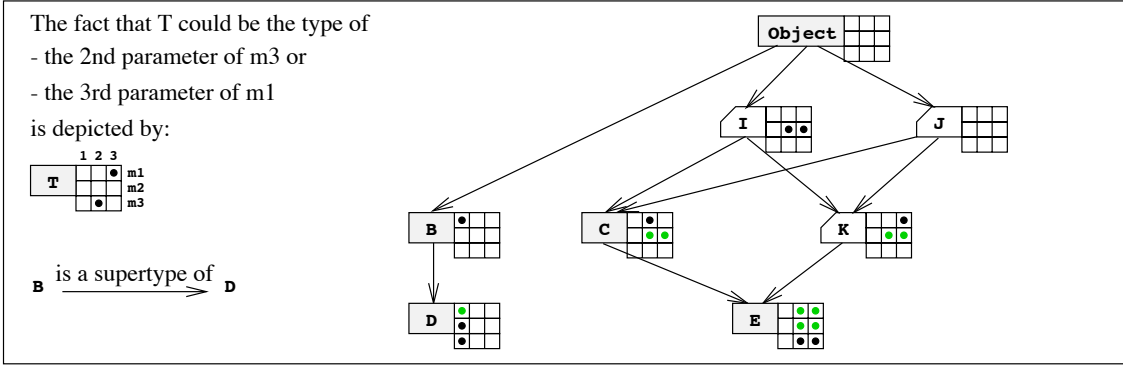 The fact that T could be the type of
- the 2nd parameter of m3 or
- the 3rd parameter of m1
is depicted by:
1 2 3
T m1
m2
m3
B is a supertype of D
Object
I J
B C K
D E